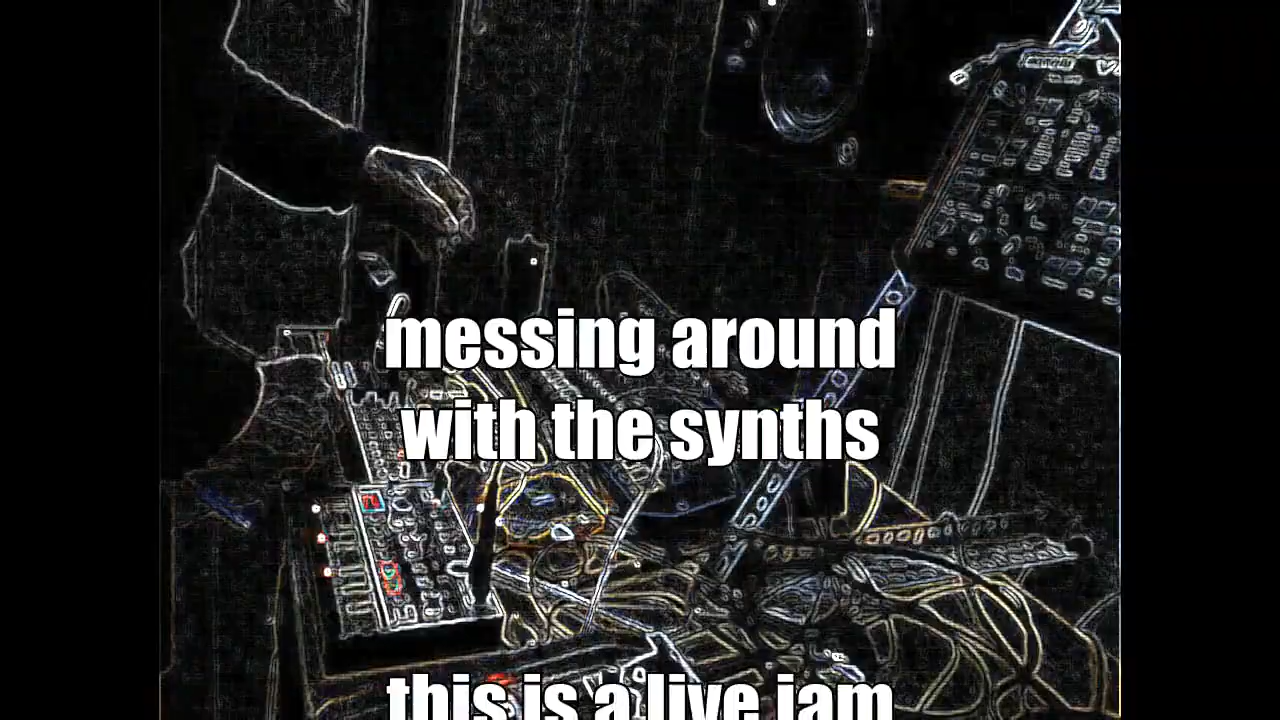 messing around
with the synths
this is a live jam